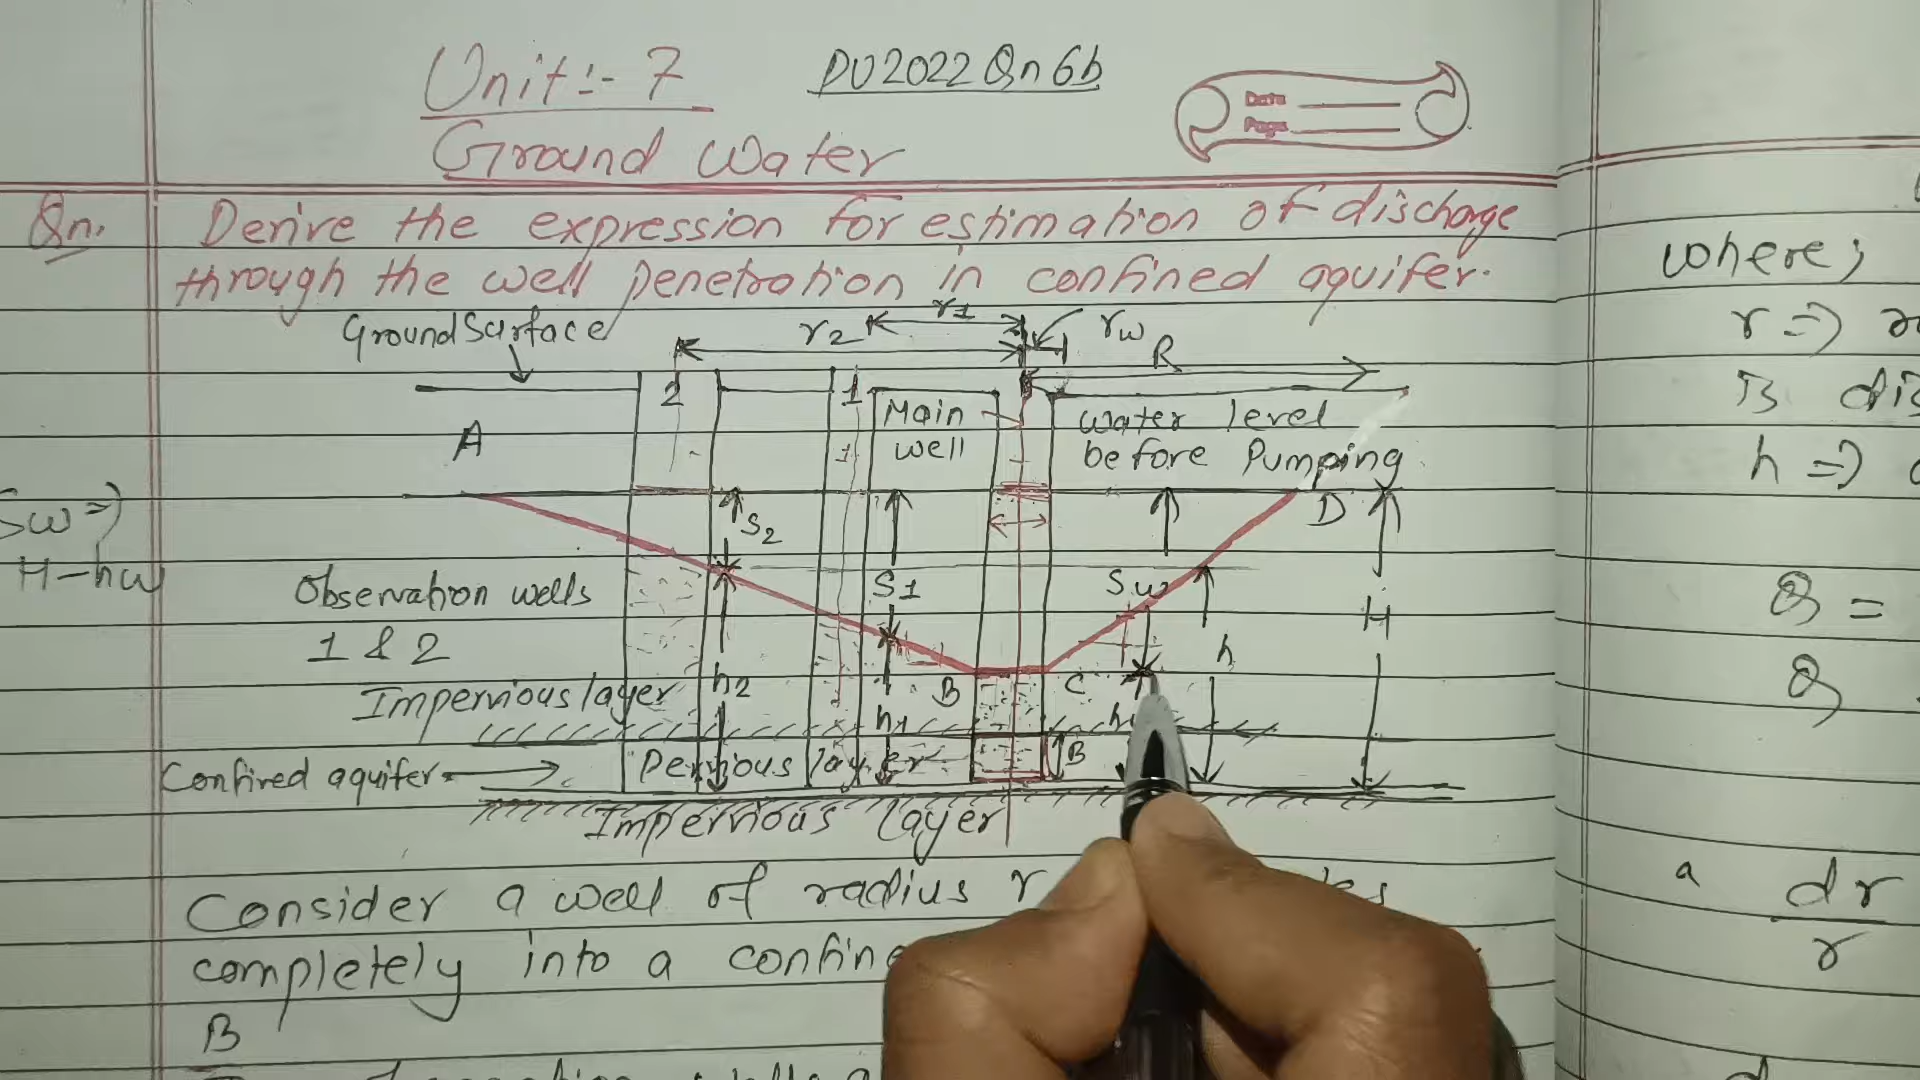 Unit:- 7
PU2022 Qn 6b
Date
Page
Ground Water
Qn. Derive the expression for estimation of discharge
through the well penetration in confined aquifer.
Ground Surface
r2
r1
rw
R
2
1
Main
well
Water level
before Pumping
A
D
S2
S1
Sw
H
Sw =>
H-hw
Observation wells
1 & 2
h
h2
B
C
Impervious layer
h1
B
Confined aquifer
Pervious layer
Impervious layer
Consider a well of radius r
completely into a
B
where;
r =>
is
h =>
Q =
Q
a dr
r